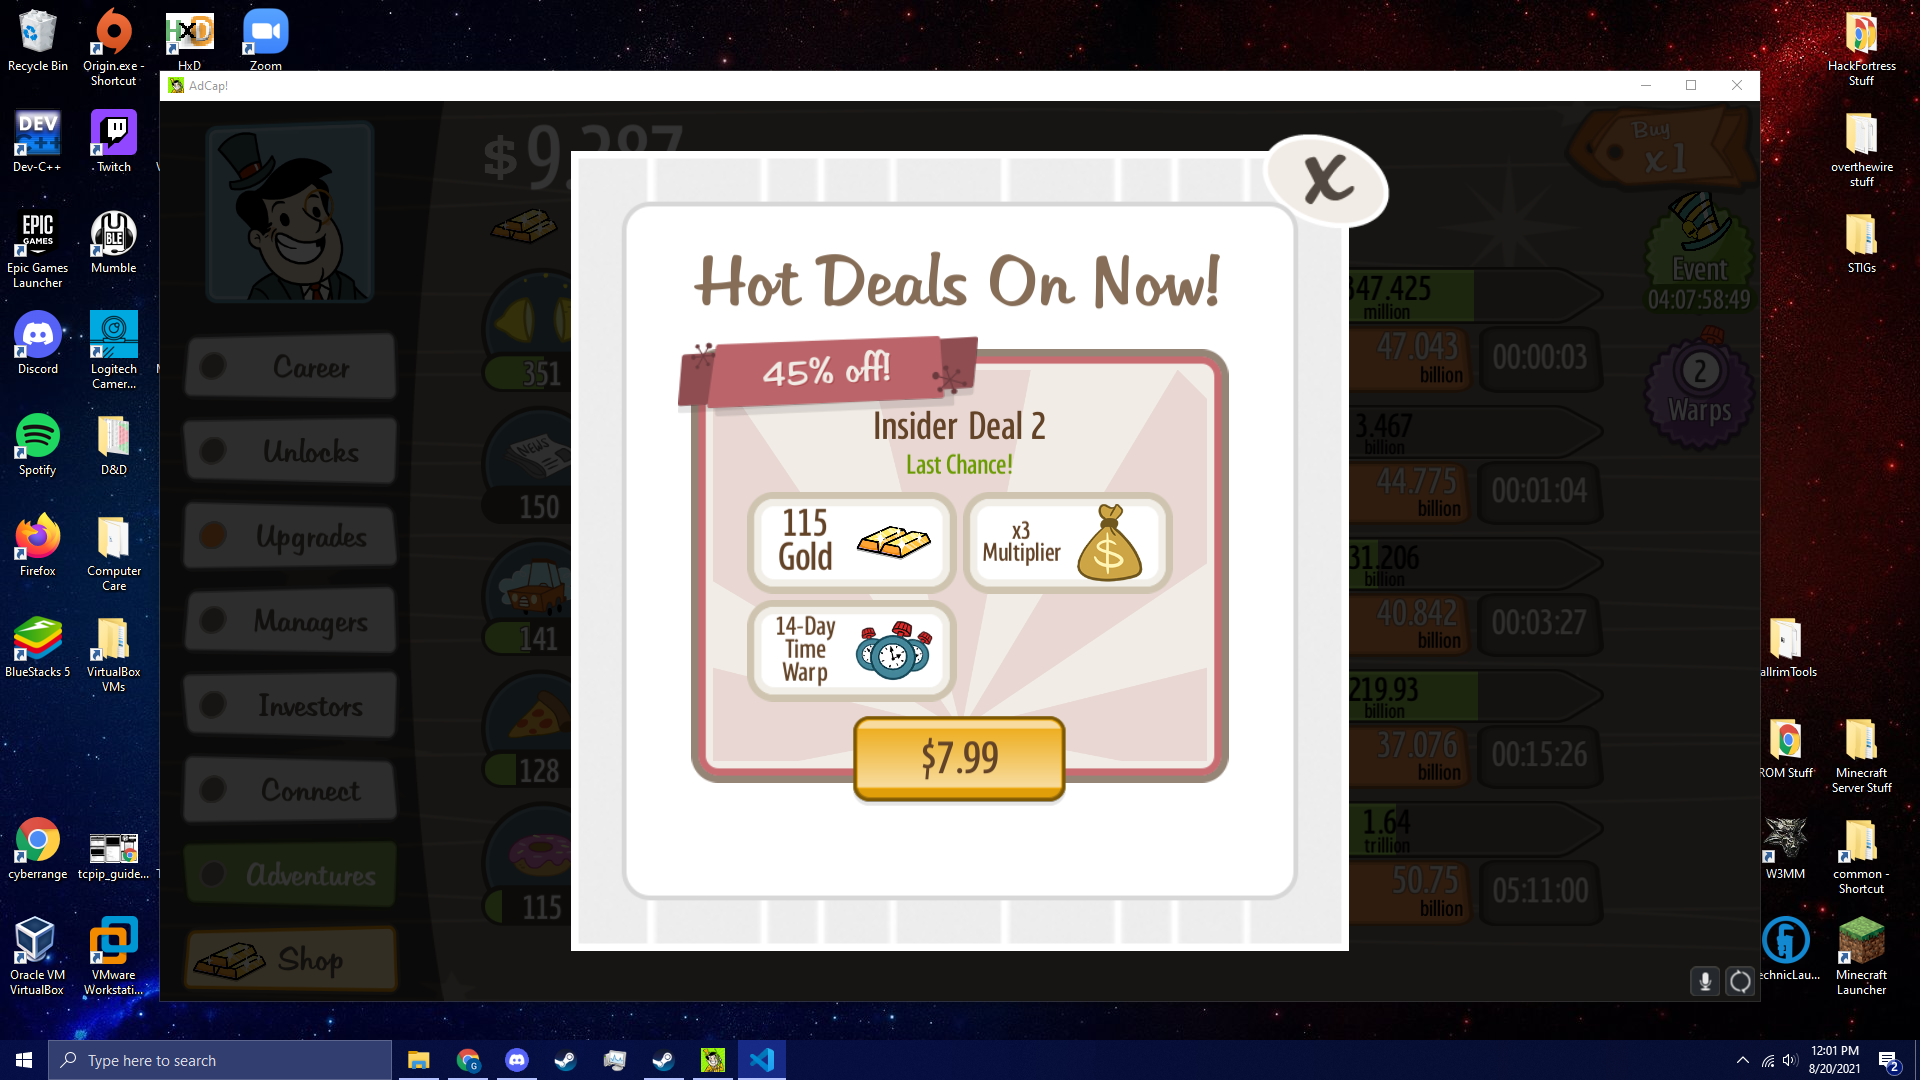 Recycle Bin
Origin.exe -
Shortcut
HxD
Zoom
HackFortress
Stuff
Dev-C++
Twitch
overthewire
stuff
Epic Games
Launcher
Mumble
STIGs
Discord
Logitech
Camer...
Spotify
D&D
Firefox
Computer
Care
BlueStacks 5
VirtualBox
VMs
allrimTools
ROM Stuff
Minecraft
Server Stuff
cyberrange
tcpip_guide...
W3MM
common -
Shortcut
Oracle VM
VirtualBox
VMware
Workstati...
echnicLau...
Minecraft
Launcher
AdCap!
$9.287
Buy
x1
Event
04:07:58:49
2
Warps
Career
Unlocks
Upgrades
Managers
Investors
Connect
Adventures
Shop
351
NEWS
150
141
128
115
347.425
million
47.043
billion
00:00:03
3.467
billion
44.775
billion
00:01:04
31.206
billion
40.842
billion
00:03:27
219.93
billion
37.076
billion
00:15:26
1.64
trillion
50.75
billion
05:11:00
X
Hot Deals On Now!
45% off!
Insider Deal 2
Last Chance!
115
Gold
x3
Multiplier
$
14-Day
Time
Warp
$7.99
Type here to search
12:01 PM
8/20/2021
2